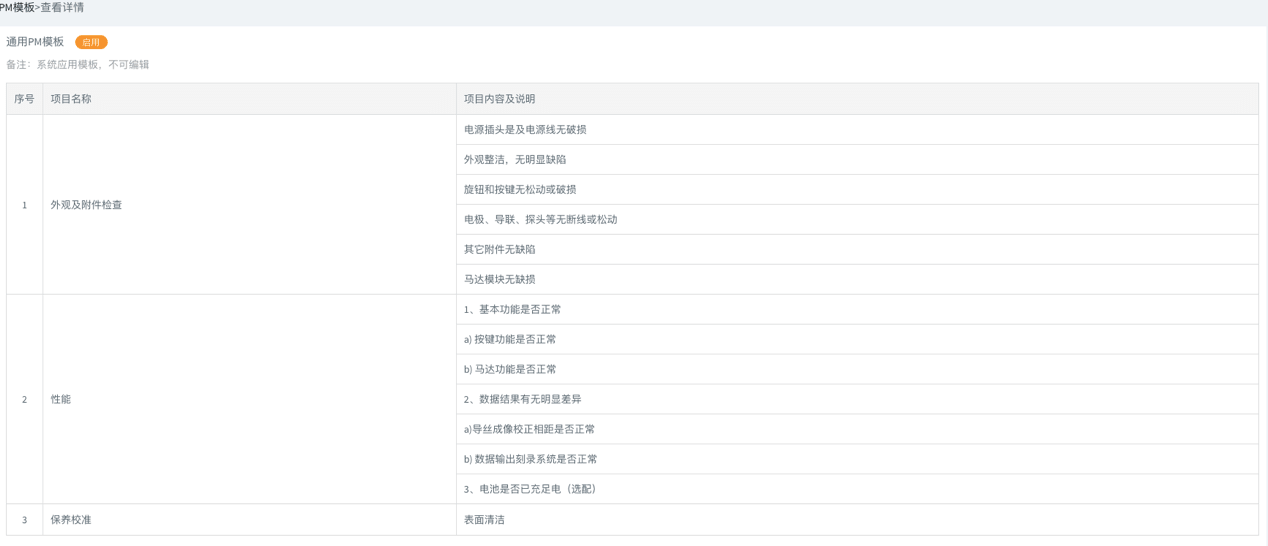 PM模板>查看详情
通用PM模板 启用
备注：系统应用模板，不可编辑
序号 项目名称 项目内容及说明
1 外观及附件检查
电源插头是及电源线无破损
外观整洁，无明显缺陷
旋钮和按键无松动或破损
电极、导联、探头等无断线或松动
其它附件无缺陷
马达模块无缺损
2 性能
1、基本功能是否正常
a) 按键功能是否正常
b) 马达功能是否正常
2、数据结果有无明显差异
a)导丝成像校正相距是否正常
b) 数据输出刻录系统是否正常
3、电池是否已充足电（选配）
3 保养校准 表面清洁